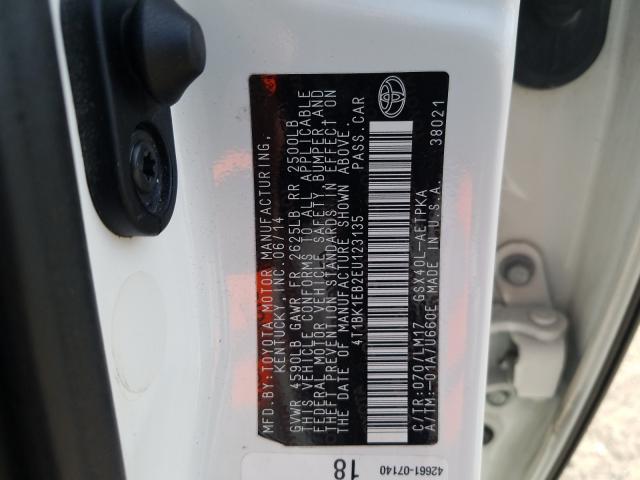 MFD.BY:TOYOTA MOTOR MANUFACTURING,
KENTUCKY,INC.06/14
GVWR 4590LB GAWR FR 2625LB RR 2500LB
THIS VEHICLE CONFORMS TO ALL APPLICABLE
FEDERAL MOTOR VEHICLE SAFETY, BUMPER,AND
THEFT PREVENTION STANDARDS IN EFFECT ON
THE DATE OF MANUFACTURE SHOWN ABOVE.
4T1BK1EB2EU123135 PASS.CAR
C/TR:070/LM17 GSX40L-AETPKA
A/TM:-01A/U660E MADE IN U.S.A. 38021
42661-07140
18